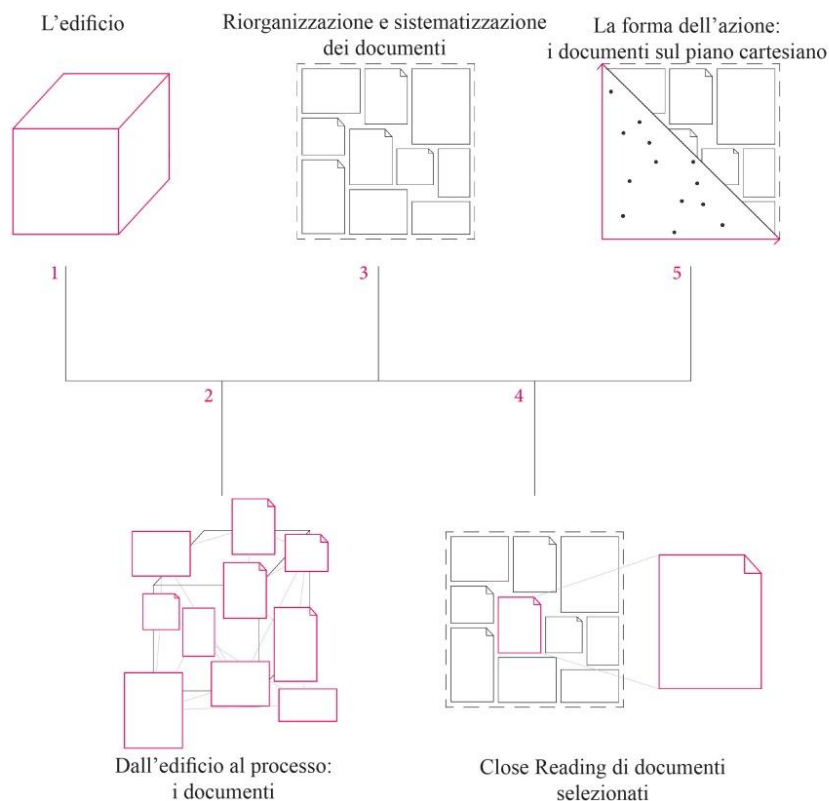 L'edificio
Riorganizzazione e sistematizzazione
dei documenti
La forma dell'azione:
i documenti sul piano cartesiano
1
3
5
2
4
Dall'edificio al processo:
i documenti
Close Reading di documenti
selezionati